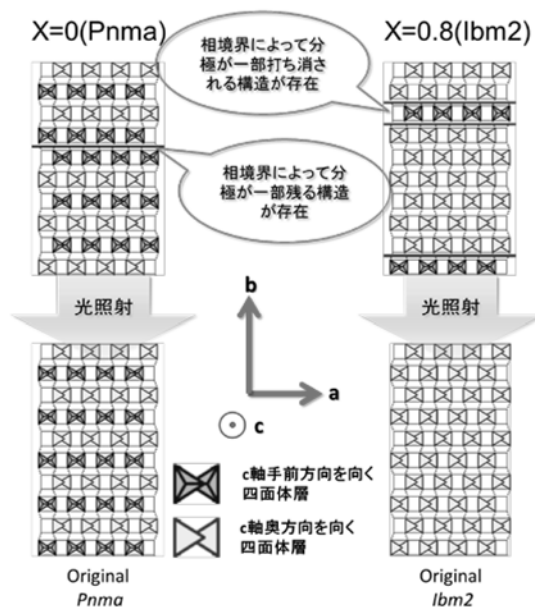 X=0(Pnma)
X=0.8(Ibm2)
相境界によって分
極が一部打ち消さ
れる構造が存在
相境界によって分
極が一部残る構造
が存在
光照射
光照射
b
a
c
c軸手前方向を向く
四面体層
c軸奥方向を向く
四面体層
Original
Pnma
Original
Ibm2